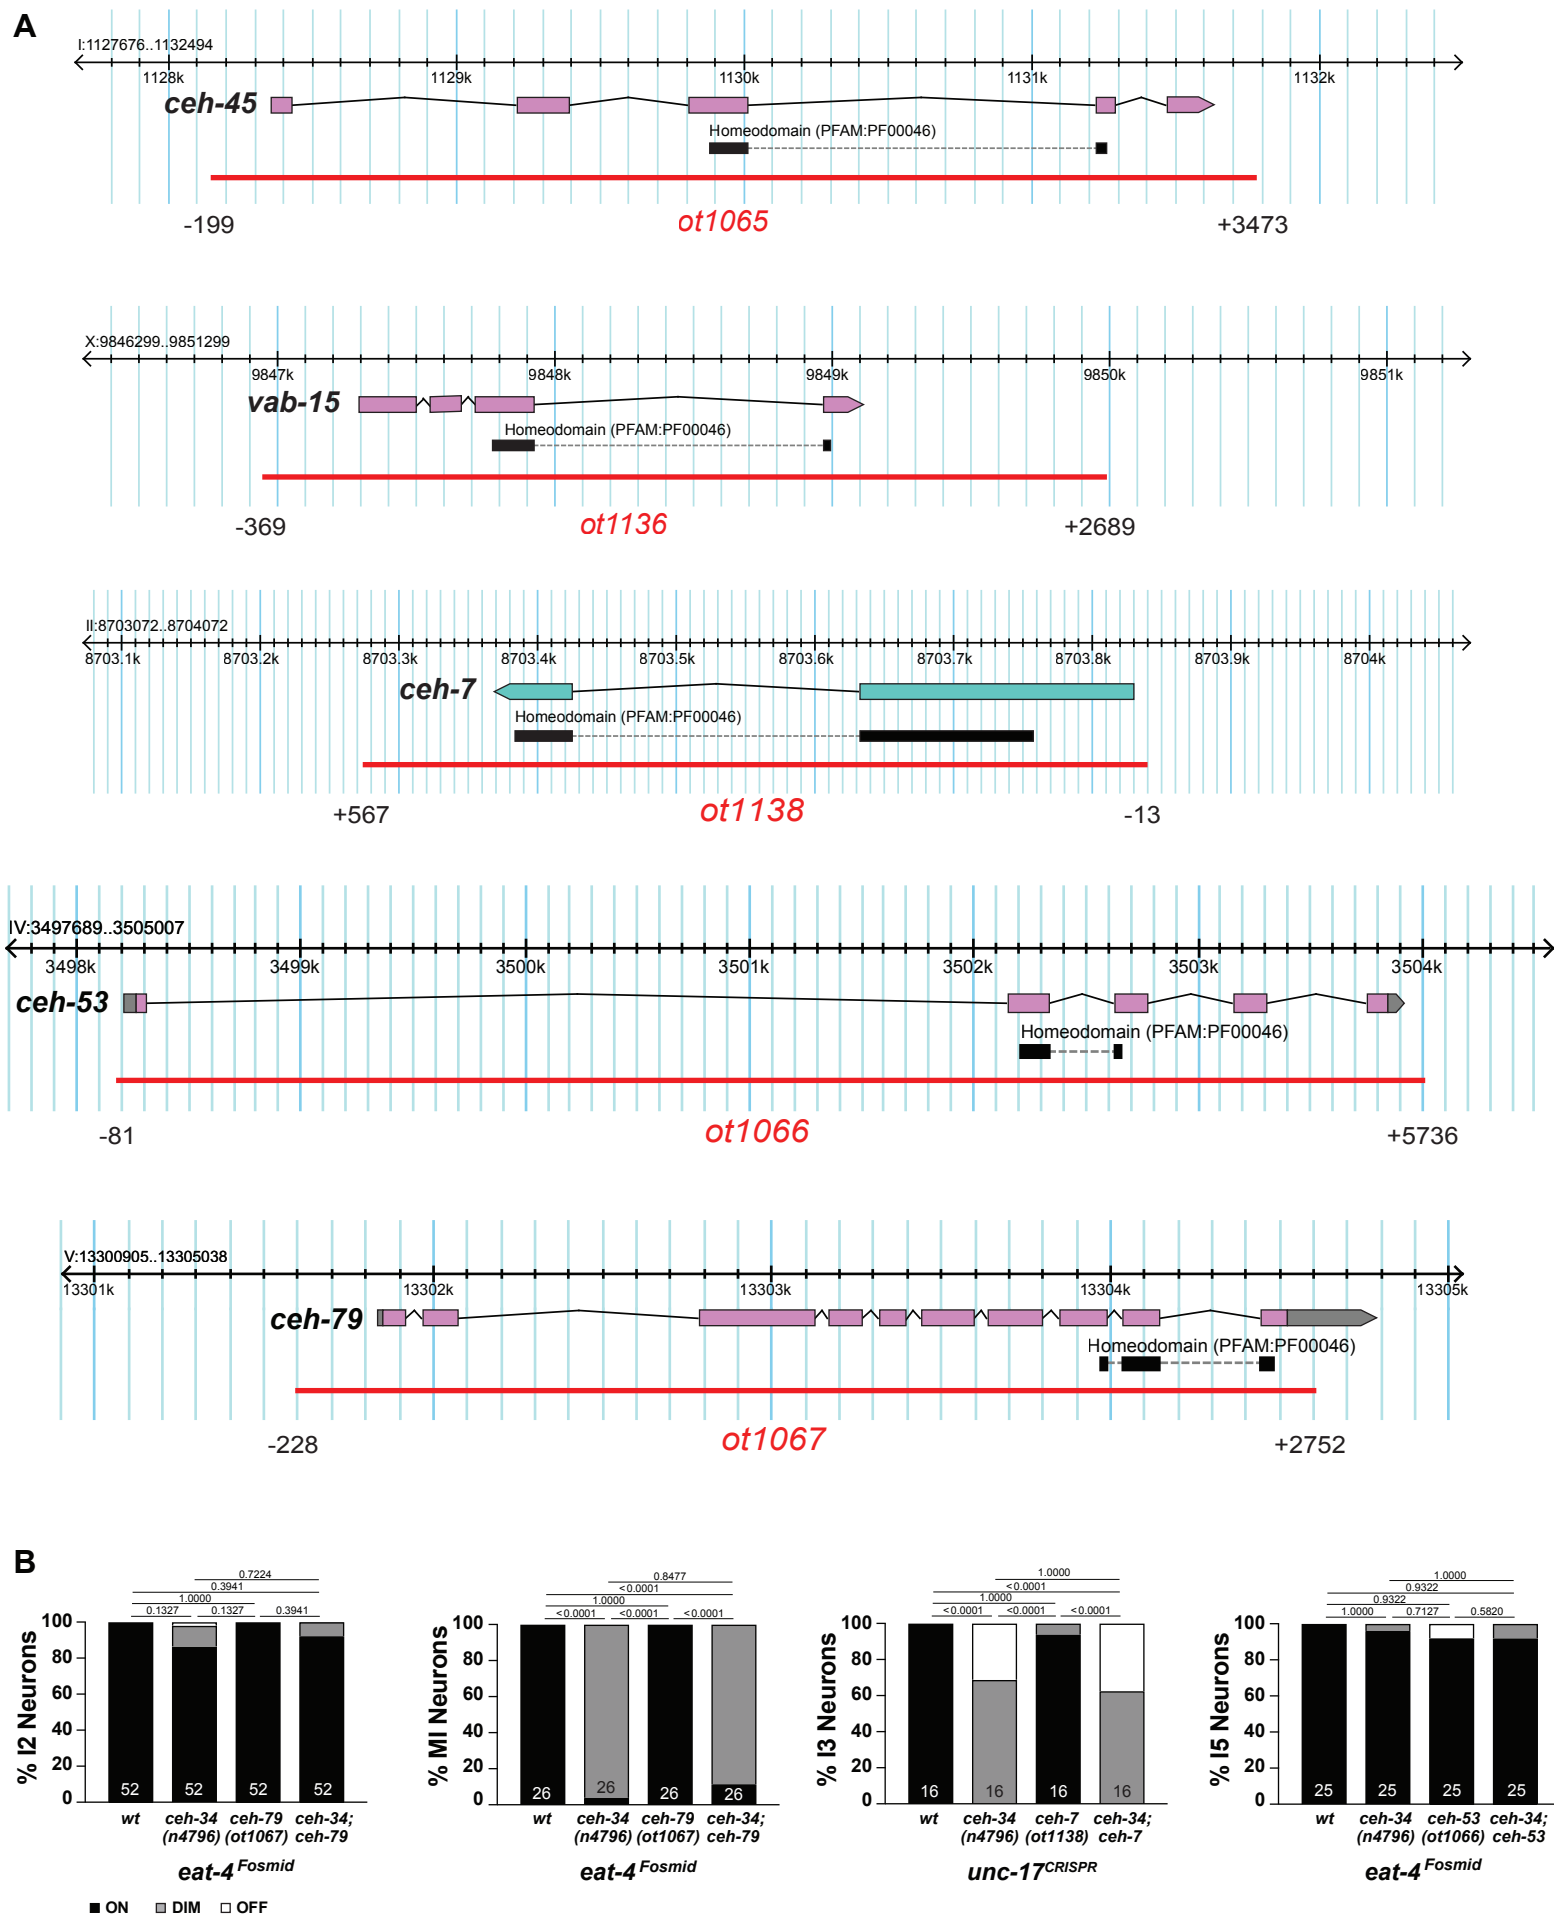 A
I:1127676..1132494
1128k 1129k 1130k 1131k 1132k
ceh-45
Homeodomain (PFAM:PF00046)
-199 ot1065 +3473
X:9846299..9851299
9847k 9848k 9849k 9850k 9851k
vab-15
Homeodomain (PFAM:PF00046)
-369 ot1136 +2689
II:8703072..8704072
8703.1k 8703.2k 8703.3k 8703.4k 8703.5k 8703.6k 8703.7k 8703.8k 8703.9k 8704k
ceh-7
Homeodomain (PFAM:PF00046)
+567 ot1138 -13
IV:3497689..3505007
3498k 3499k 3500k 3501k 3502k 3503k 3504k
ceh-53
Homeodomain (PFAM:PF00046)
-81 ot1066 +5736
V:13300905..13305038
13301k 13302k 13303k 13304k 13305k
ceh-79
Homeodomain (PFAM:PF00046)
-228 ot1067 +2752
B
0.7224
0.3941
1.0000
0.1327 0.1327 0.3941
% I2 Neurons
100
80
60
40
20
0
52 52 52 52
wt ceh-34 ceh-79 ceh-34;
(n4796) (ot1067) ceh-79
eat-4 Fosmid
0.8477
<0.0001
1.0000
<0.0001 <0.0001 <0.0001
% MI Neurons
100
80
60
40
20
0
26 26 26 26
wt ceh-34 ceh-79 ceh-34;
(n4796) (ot1067) ceh-79
eat-4 Fosmid
1.0000
<0.0001
1.0000
<0.0001 <0.0001 <0.0001
% I3 Neurons
100
80
60
40
20
0
16 16 16 16
wt ceh-34 ceh-7 ceh-34;
(n4796) (ot1138) ceh-7
unc-17CRISPR
1.0000
0.9322
0.9322
1.0000 0.7127 0.5820
% I5 Neurons
100
80
60
40
20
0
25 25 25 25
wt ceh-34 ceh-53 ceh-34;
(n4796) (ot1066) ceh-53
eat-4 Fosmid
ON DIM OFF